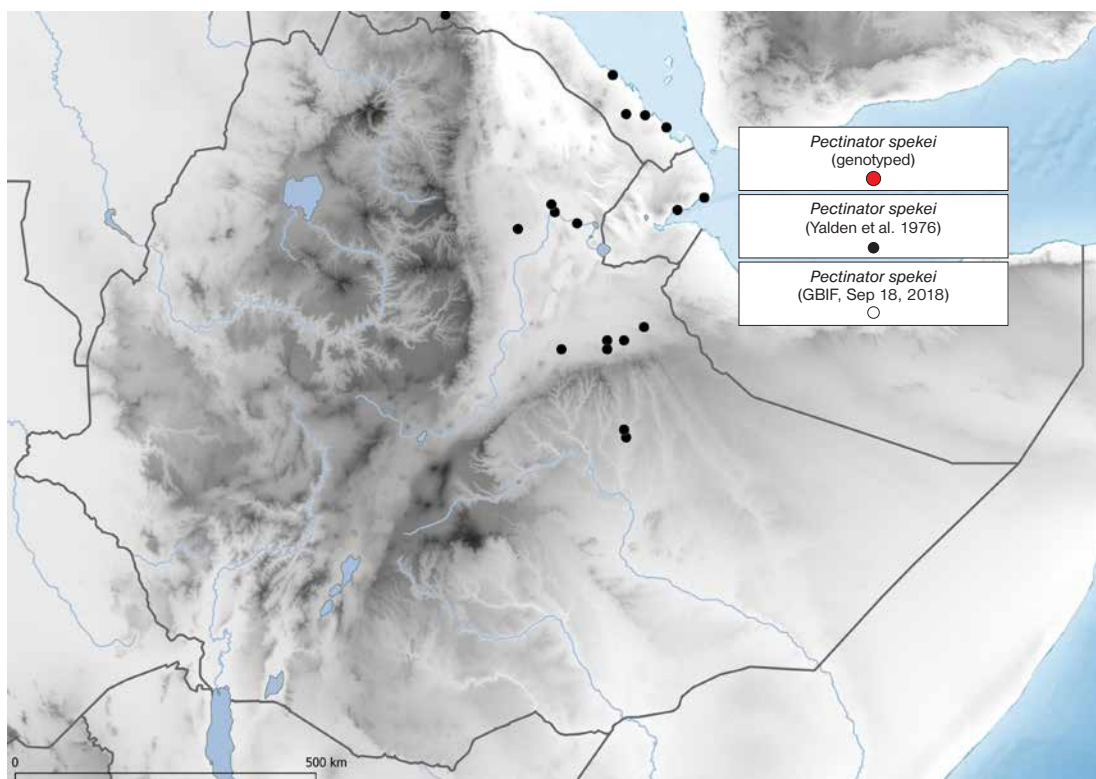 Pectinator spekei
(genotyped)
Pectinator spekei
(Yalden et al. 1976)
Pectinator spekei
(GBIF, Sep 18, 2018)
0
500 km